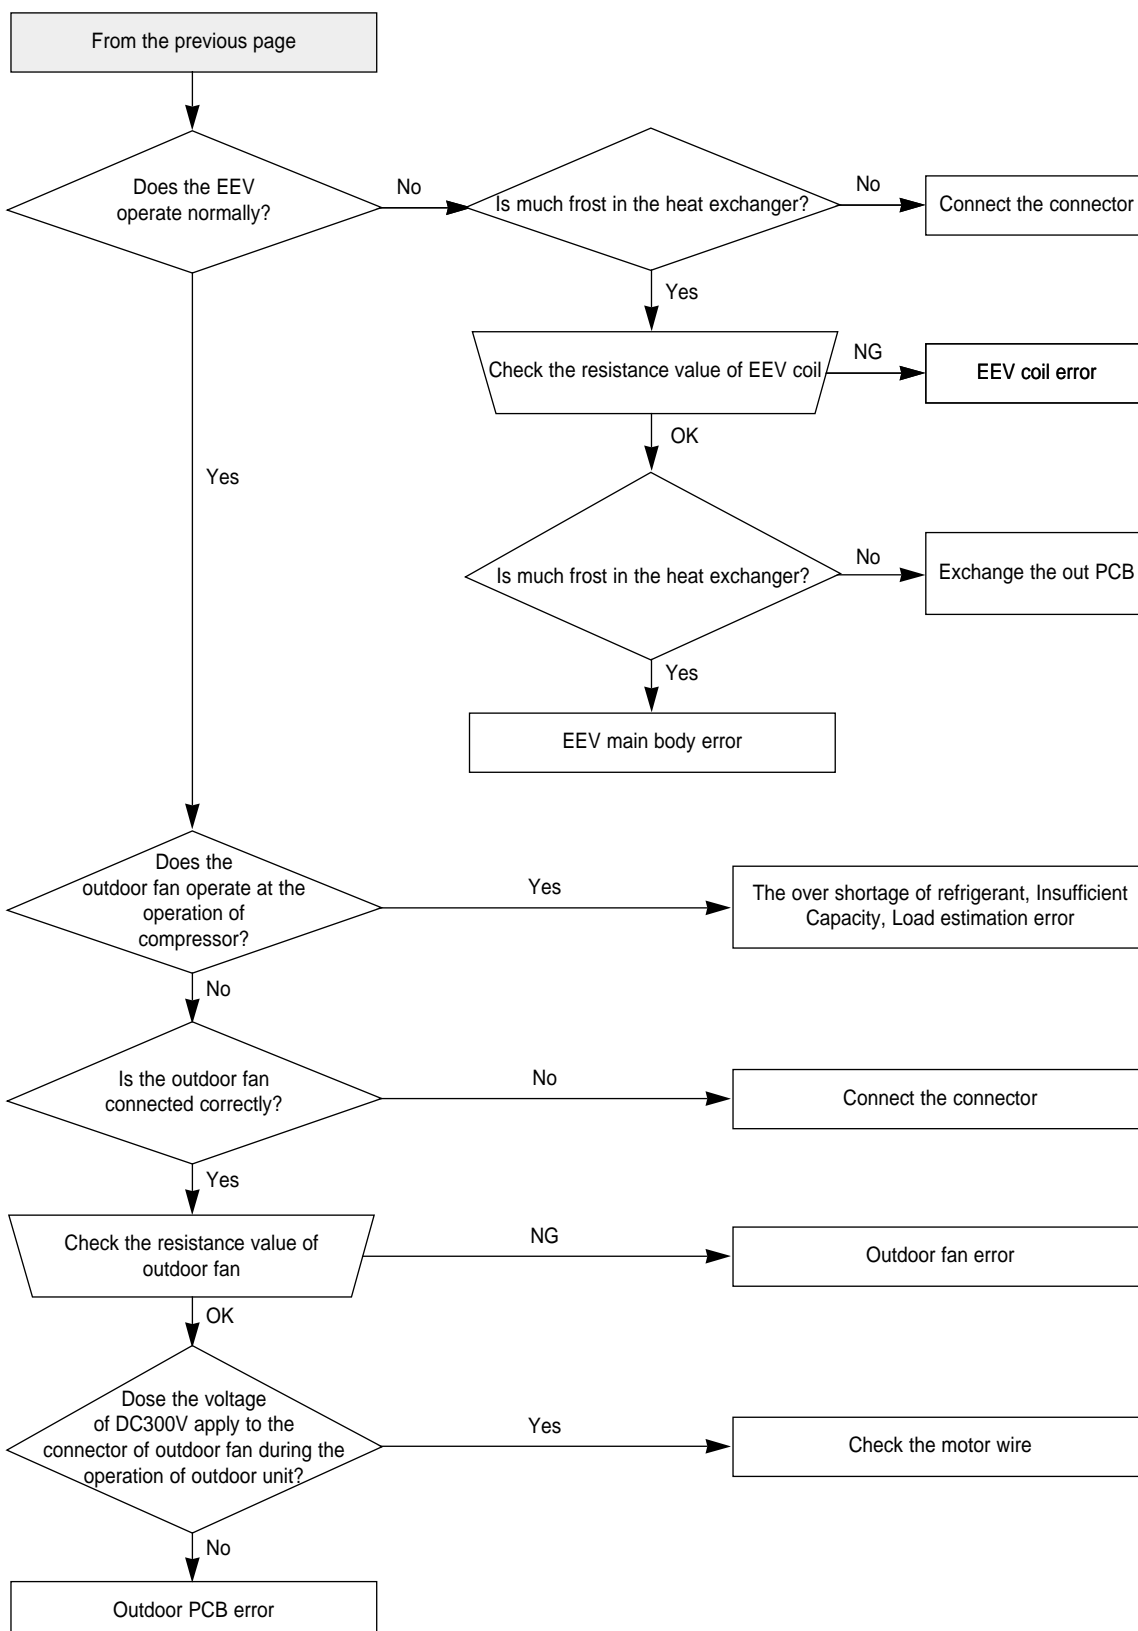 From the previous page
Does the EEV
operate normally?
No
Is much frost in the heat exchanger?
No
Connect the connector
Yes
Check the resistance value of EEV coil
NG
EEV coil error
OK
Yes
Is much frost in the heat exchanger?
No
Exchange the out PCB
Yes
EEV main body error
Does the
outdoor fan operate at the
operation of
compressor?
Yes
The over shortage of refrigerant, Insufficient
Capacity, Load estimation error
No
Is the outdoor fan
connected correctly?
No
Connect the connector
Yes
Check the resistance value of
outdoor fan
NG
Outdoor fan error
OK
Dose the voltage
of DC300V apply to the
connector of outdoor fan during the
operation of outdoor unit?
Yes
Check the motor wire
No
Outdoor PCB error